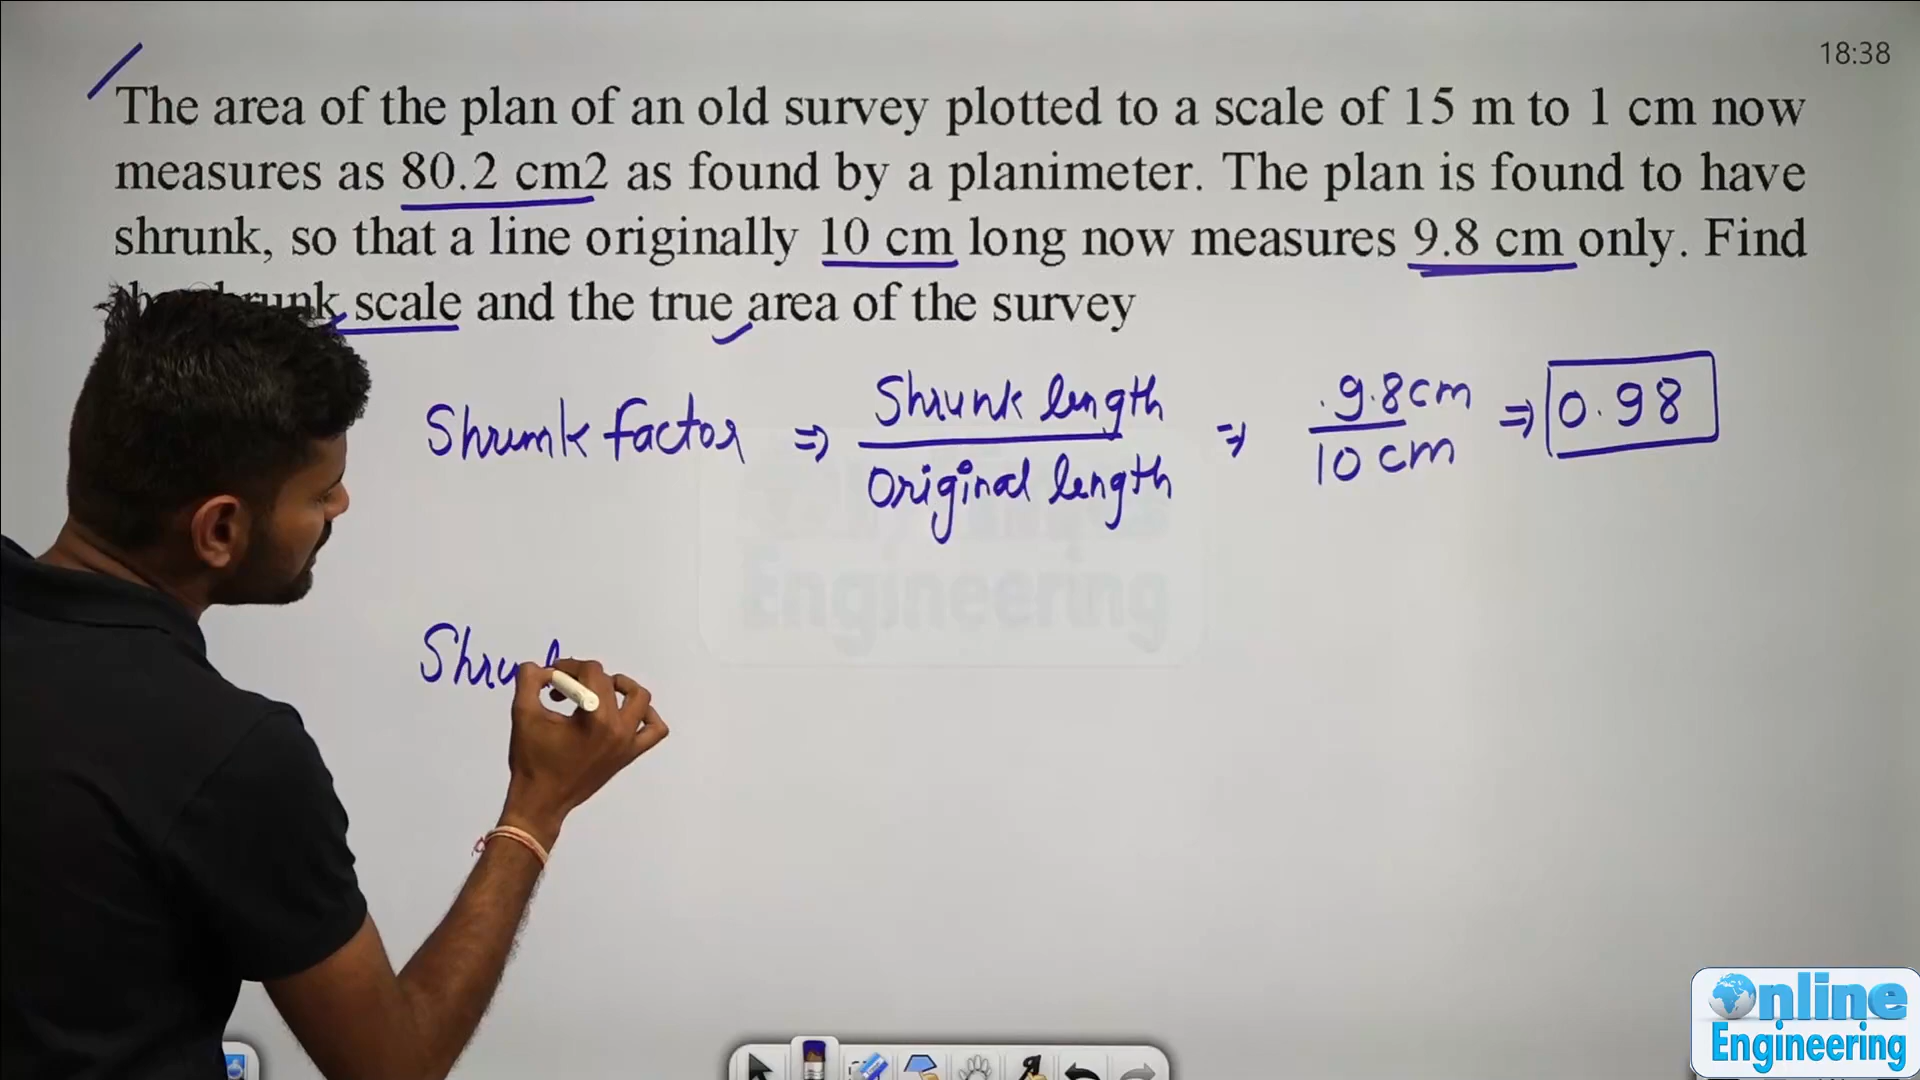 18:38
The area of the plan of an old survey plotted to a scale of 15 m to 1 cm now
measures as 80.2 cm2 as found by a planimeter. The plan is found to have
shrunk, so that a line originally 10 cm long now measures 9.8 cm only. Find
scale and the true area of the survey
Shrunk factor ⇒ Shrunk length / Original length ⇒ 9.8 cm / 10 cm ⇒ 0.98
Engineering
Online
Engineering